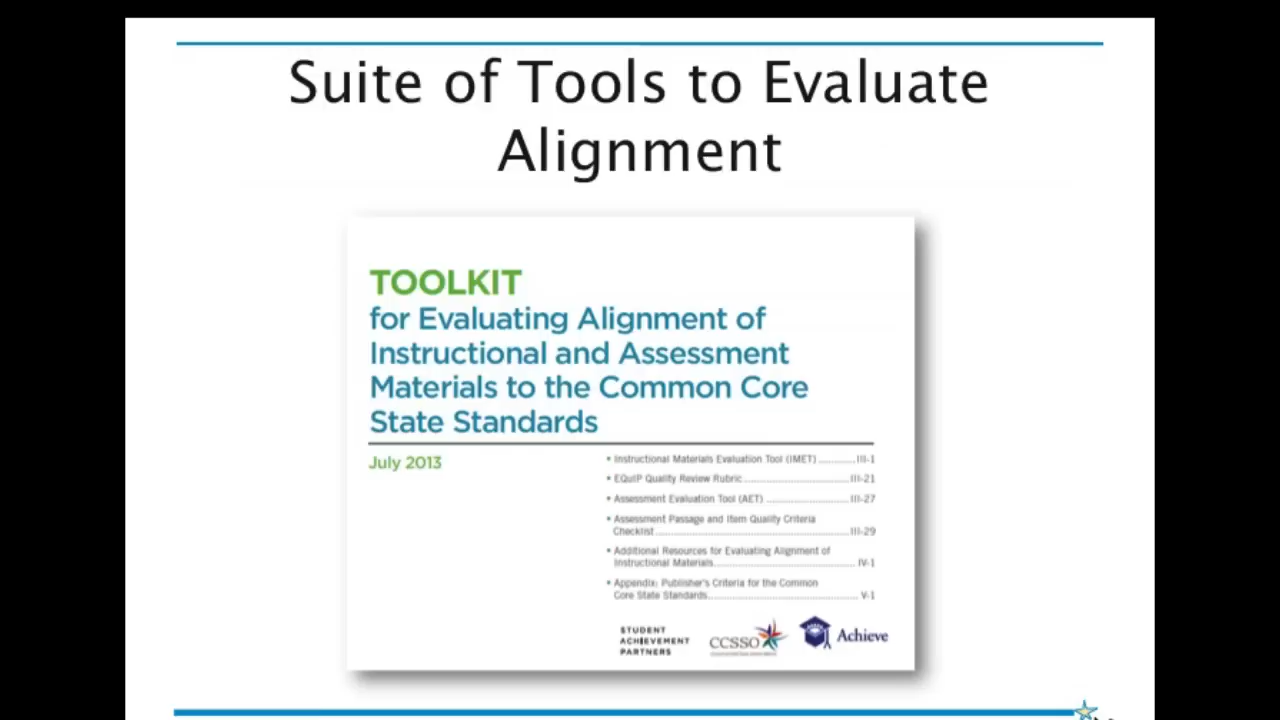 Suite of Tools to Evaluate
Alignment
TOOLKIT
for Evaluating Alignment of
Instructional and Assessment
Materials to the Common Core
State Standards
July 2013
• Instructional Materials Evaluation Tool (IMET) ............III-1
• EQuIP Quality Review Rubric...................................III-21
• Assessment Evaluation Tool (AET) ...........................III-27
• Assessment Passage and Item Quality Criteria
Checklist................................................................III-29
• Additional Resources for Evaluating Alignment of
Instructional Materials............................................... IV-1
• Appendix: Publisher's Criteria for the Common
Core State Standards.................................................. V-1
STUDENT
ACHIEVEMENT
PARTNERS
CCSSO
Achieve